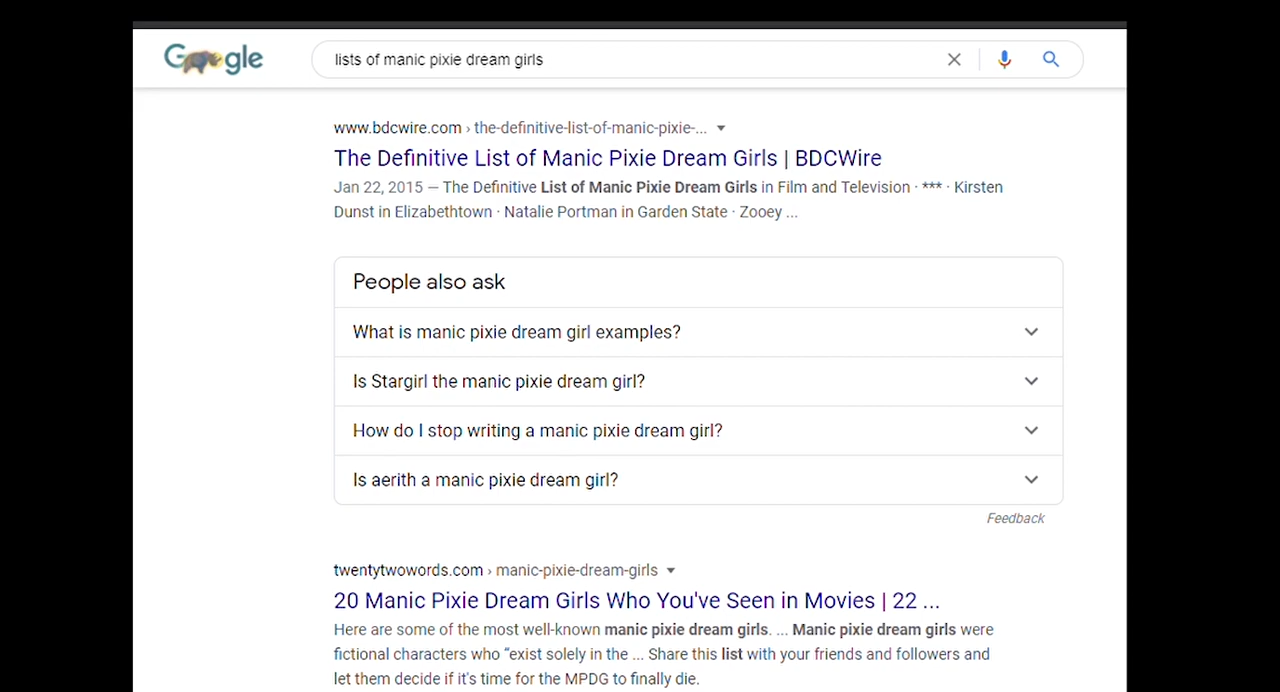 Google
lists of manic pixie dream girls
www.bdcwire.com › the-definitive-list-of-manic-pixie-...
The Definitive List of Manic Pixie Dream Girls | BDCWire
Jan 22, 2015 — The Definitive List of Manic Pixie Dream Girls in Film and Television · *** · Kirsten
Dunst in Elizabethtown · Natalie Portman in Garden State · Zooey ...
People also ask
What is manic pixie dream girl examples?
Is Stargirl the manic pixie dream girl?
How do I stop writing a manic pixie dream girl?
Is aerith a manic pixie dream girl?
Feedback
twentytwowords.com › manic-pixie-dream-girls
20 Manic Pixie Dream Girls Who You've Seen in Movies | 22 ...
Here are some of the most well-known manic pixie dream girls. ... Manic pixie dream girls were
fictional characters who “exist solely in the ... Share this list with your friends and followers and
let them decide if it's time for the MPDG to finally die.